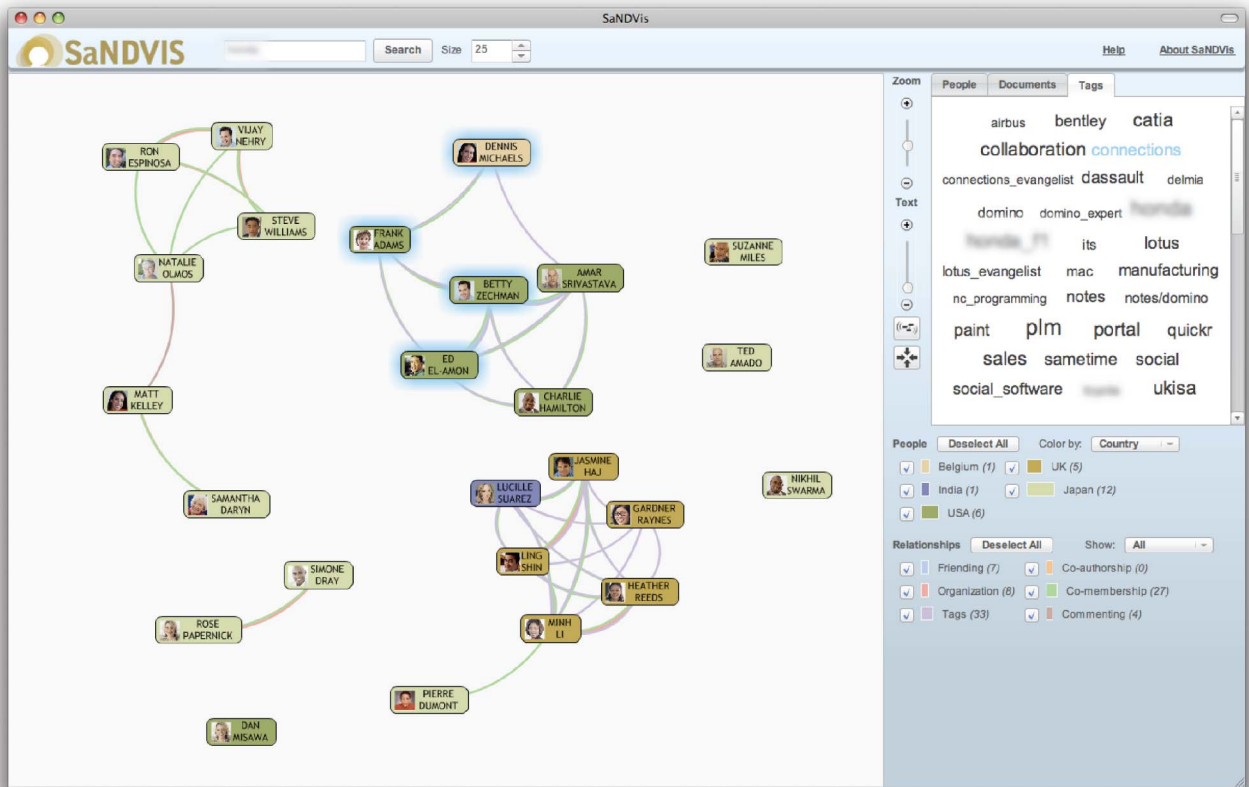 SaNDVis
SaNDVIS
Search
Size
25
Help
About SaNDVis
VIJAY
NEHRY
RON
ESPINOSA
STEVE
WILLIAMS
NATALIE
OLMOS
MATT
KELLEY
SAMANTHA
DARYN
SIMONE
DRAY
ROSE
PAPERNICK
DAN
MISAWA
DENNIS
MICHAELS
FRANK
ADAMS
BETTY
ZECHMAN
AMAR
SRIVASTAVA
ED
EL-AMON
CHARLIE
HAMILTON
JASMINE
HAJ
LUCILLE
SUAREZ
GARDNER
RAYNES
LING
SHIN
HEATHER
REEDS
MINH
LI
PIERRE
DUMONT
SUZANNE
MILES
TED
AMADO
NIKHIL
SWARMA
Zoom
Text
People Documents Tags
airbus bentley catia
collaboration connections
connections_evangelist dassault delmia
domino domino_expert
its lotus
lotus_evangelist mac manufacturing
nc_programming notes notes/domino
paint plm portal quickr
sales sametime social
social_software ukisa
People Deselect All Color by: Country
Belgium (1) UK (5)
India (1) Japan (12)
USA (6)
Relationships Deselect All Show: All
Friending (7) Co-authorship (0)
Organization (8) Co-membership (27)
Tags (33) Commenting (4)